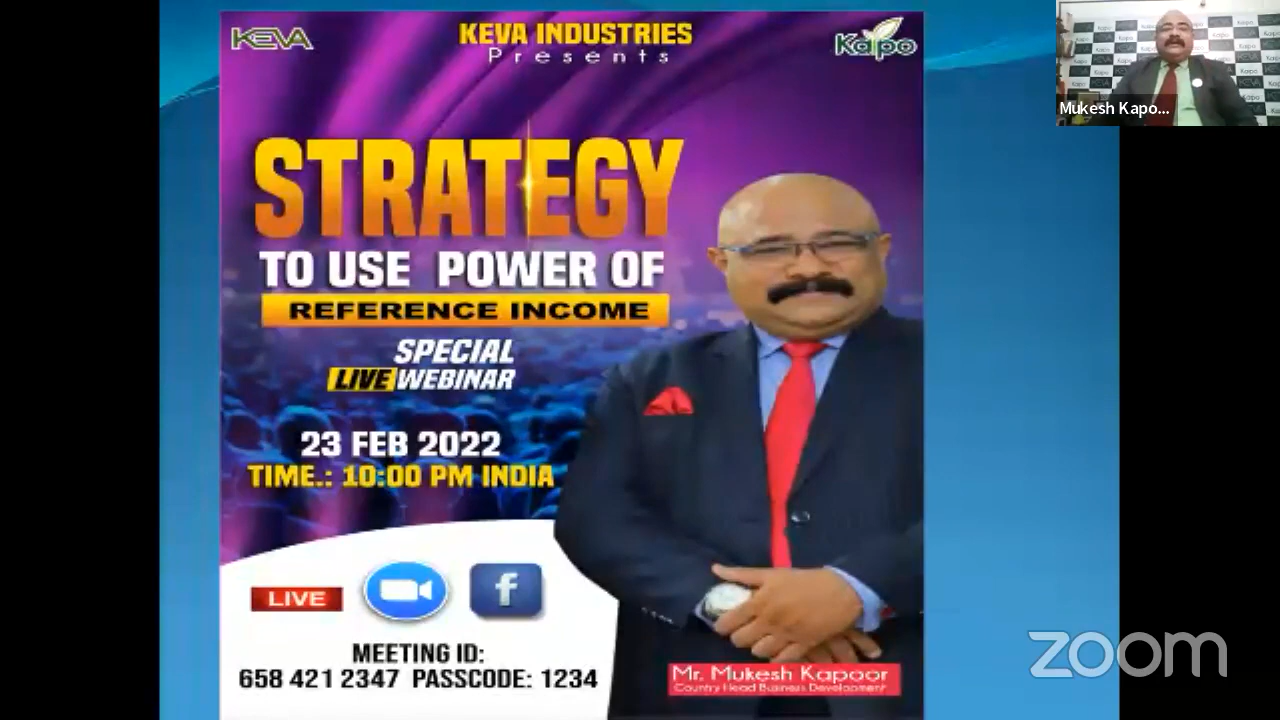 KEVA
KEVA INDUSTRIES
Presents
Kaipo
STRATEGY
TO USE POWER OF
REFERENCE INCOME
SPECIAL
LIVE WEBINAR
23 FEB 2022
TIME.: 10:00 PM INDIA
LIVE
f
MEETING ID:
658 421 2347 PASSCODE: 1234
Mr. Mukesh Kapoor
Country Head Business Development
Mukesh Kapo...
zoom